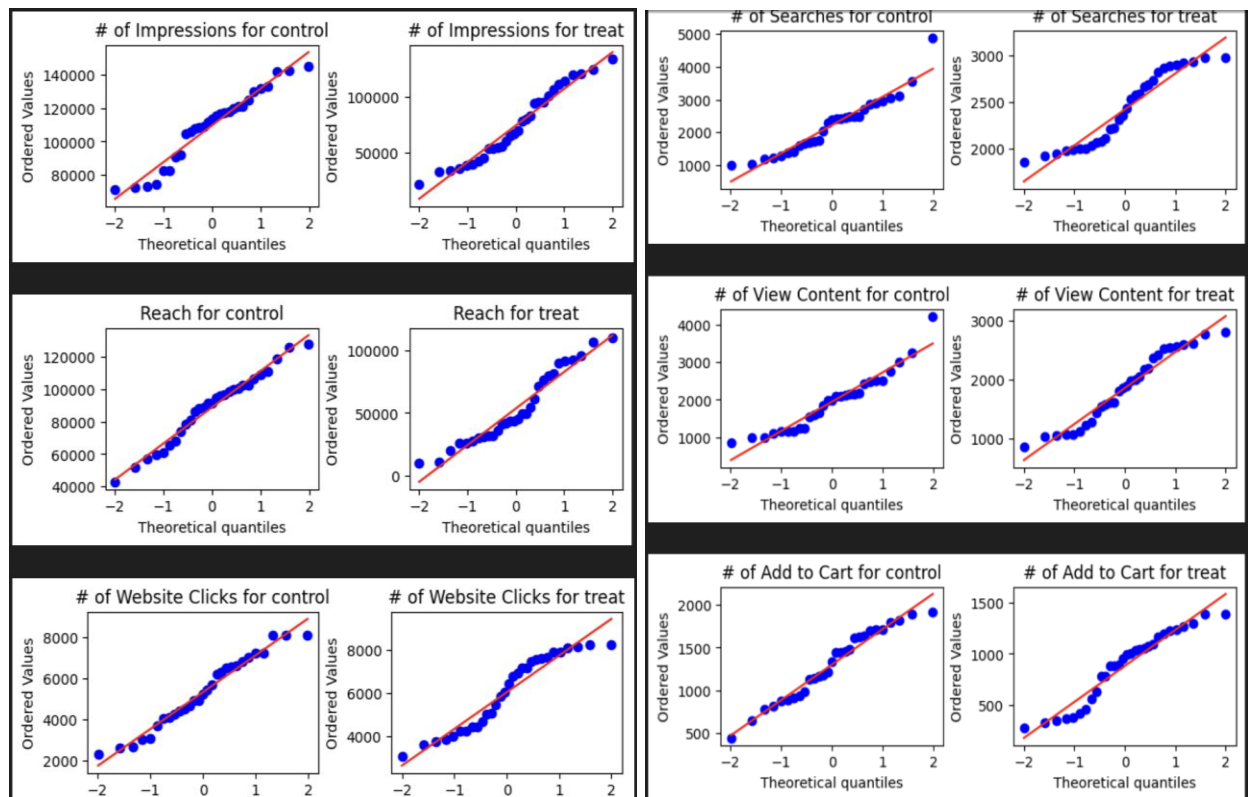 # of Impressions for control
Ordered Values
140000
120000
100000
80000
−2 −1 0 1 2
Theoretical quantiles
# of Impressions for treat
Ordered Values
100000
50000
−2 −1 0 1 2
Theoretical quantiles
Reach for control
Ordered Values
120000
100000
80000
60000
40000
−2 −1 0 1 2
Theoretical quantiles
Reach for treat
Ordered Values
100000
50000
0
−2 −1 0 1 2
Theoretical quantiles
# of Website Clicks for control
Ordered Values
8000
6000
4000
2000
−2 −1 0 1 2
# of Website Clicks for treat
Ordered Values
8000
6000
4000
−2 −1 0 1 2
# of Searches for control
Ordered Values
5000
4000
3000
2000
1000
−2 −1 0 1 2
Theoretical quantiles
# of Searches for treat
Ordered Values
3000
2500
2000
−2 −1 0 1 2
Theoretical quantiles
# of View Content for control
Ordered Values
4000
3000
2000
1000
−2 −1 0 1 2
Theoretical quantiles
# of View Content for treat
Ordered Values
3000
2000
1000
−2 −1 0 1 2
Theoretical quantiles
# of Add to Cart for control
Ordered Values
2000
1500
1000
500
−2 −1 0 1 2
Theoretical quantiles
# of Add to Cart for treat
Ordered Values
1500
1000
500
−2 −1 0 1 2
Theoretical quantiles